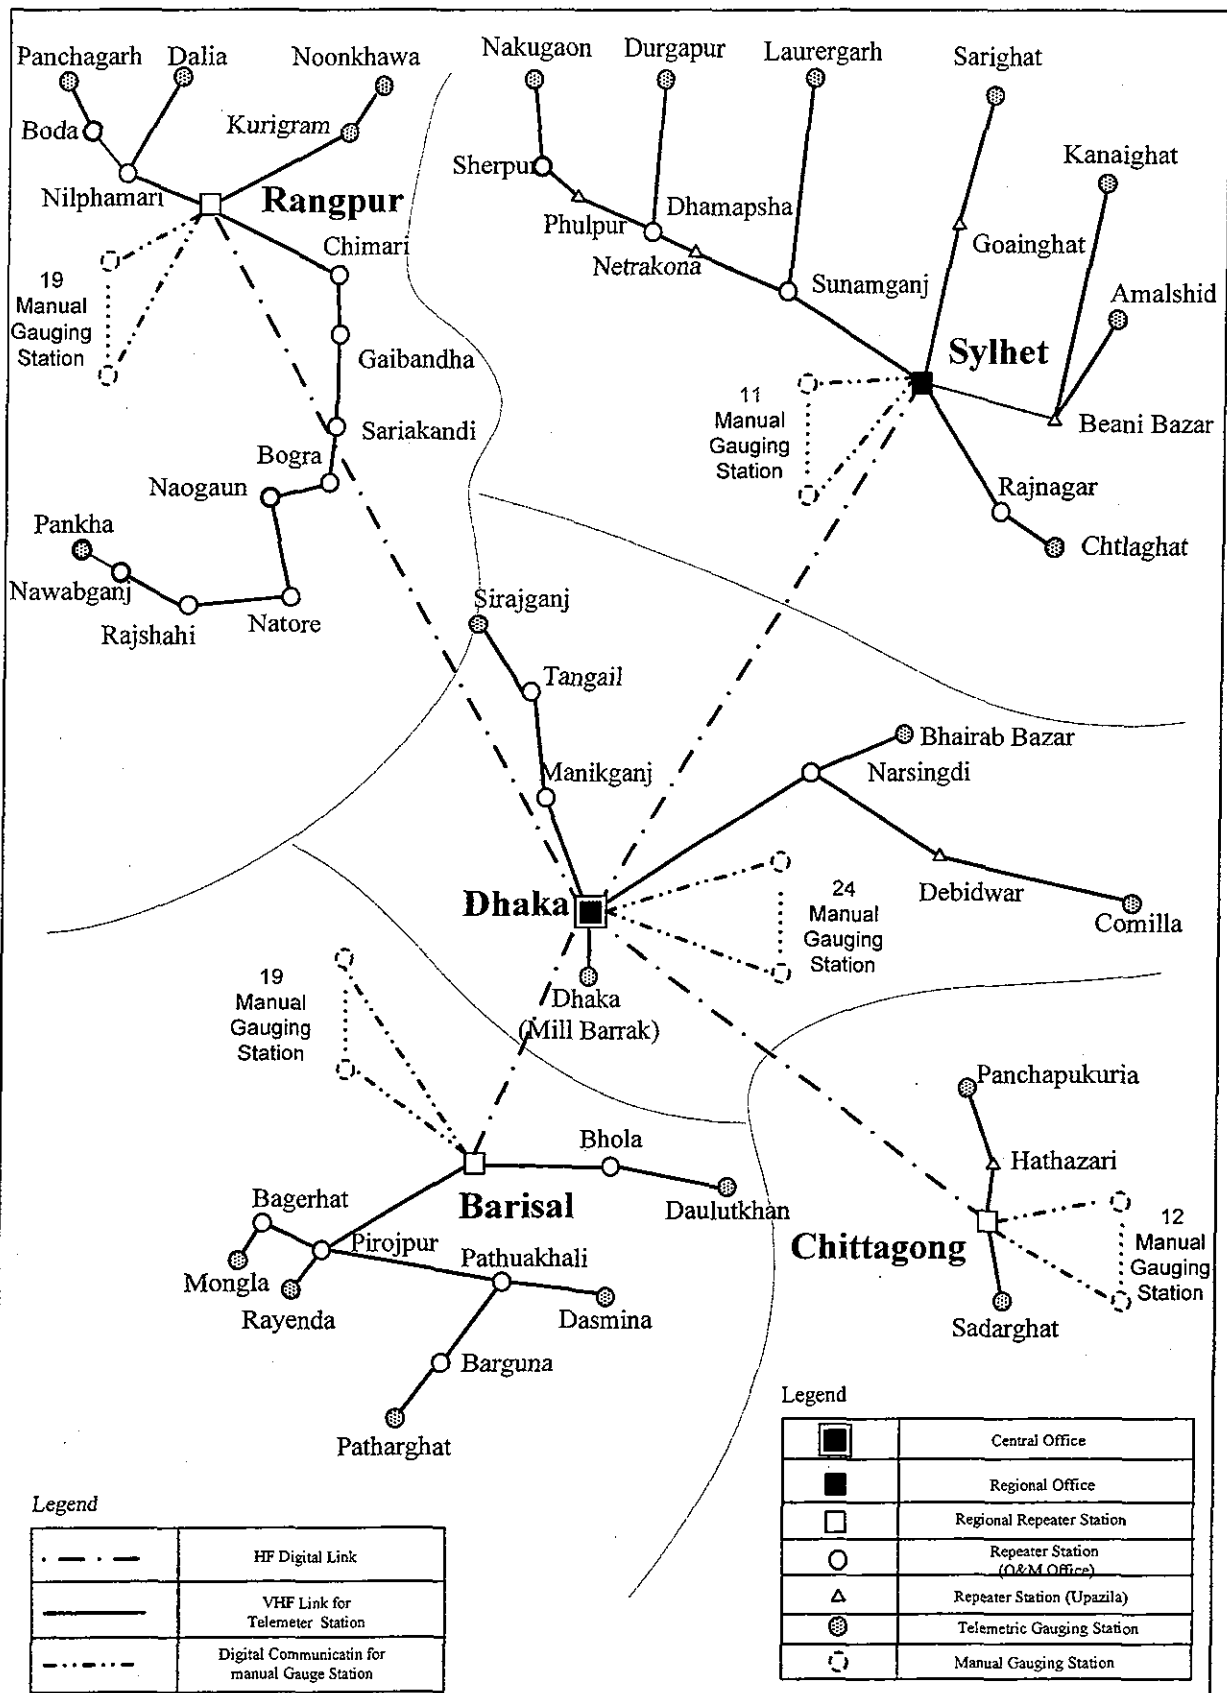 Panchagarh
Dalia
Noonkhawa
Nakugaon
Durgapur
Laurergarh
Sarighat
Boda
Kurigram
Kanaighat
Sherpur
Nilphamari
Rangpur
Phulpur
Dhamapsha
Goainghat
Netrakona
Chimari
Sunamganj
Amalshid
19
Manual
Gauging
Station
Gaibandha
Sylhet
11
Manual
Gauging
Station
Sariakandi
Beani Bazar
Bogra
Naogaun
Rajnagar
Pankha
Chtlaghat
Nawabganj
Rajshahi
Natore
Sirajganj
Tangail
Bhairab Bazar
Narsingdi
Manikganj
Dhaka
24
Manual
Gauging
Station
Debidwar
Comilla
19
Manual
Gauging
Station
Dhaka
(Mill Barrak)
Panchapukuria
Bhola
Hathazari
Barisal
Daulutkhan
Bagerhat
Pirojpur
Pathuakhali
Chittagong
12
Manual
Gauging
Station
Mongla
Rayenda
Dasmina
Sadarghat
Barguna
Patharghat
Legend
Central Office
Regional Office
Regional Repeater Station
Repeater Station
(O&M Office)
Repeater Station (Upazila)
Telemetric Gauging Station
Manual Gauging Station
Legend
HF Digital Link
VHF Link for
Telemeter Station
Digital Communicatin for
manual Gauge Station